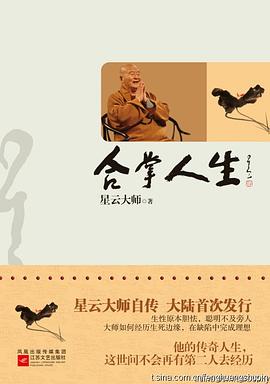 合掌人生
星云大师·著
星云大师自传 大陆首次发行
生性原本胆怯、聪明不及旁人
大师如何经历生死边缘，在缺陷中完成理想
他的传奇人生，
这世间不会再有第二人去经历
凤凰出版传媒集团
江苏文艺出版社